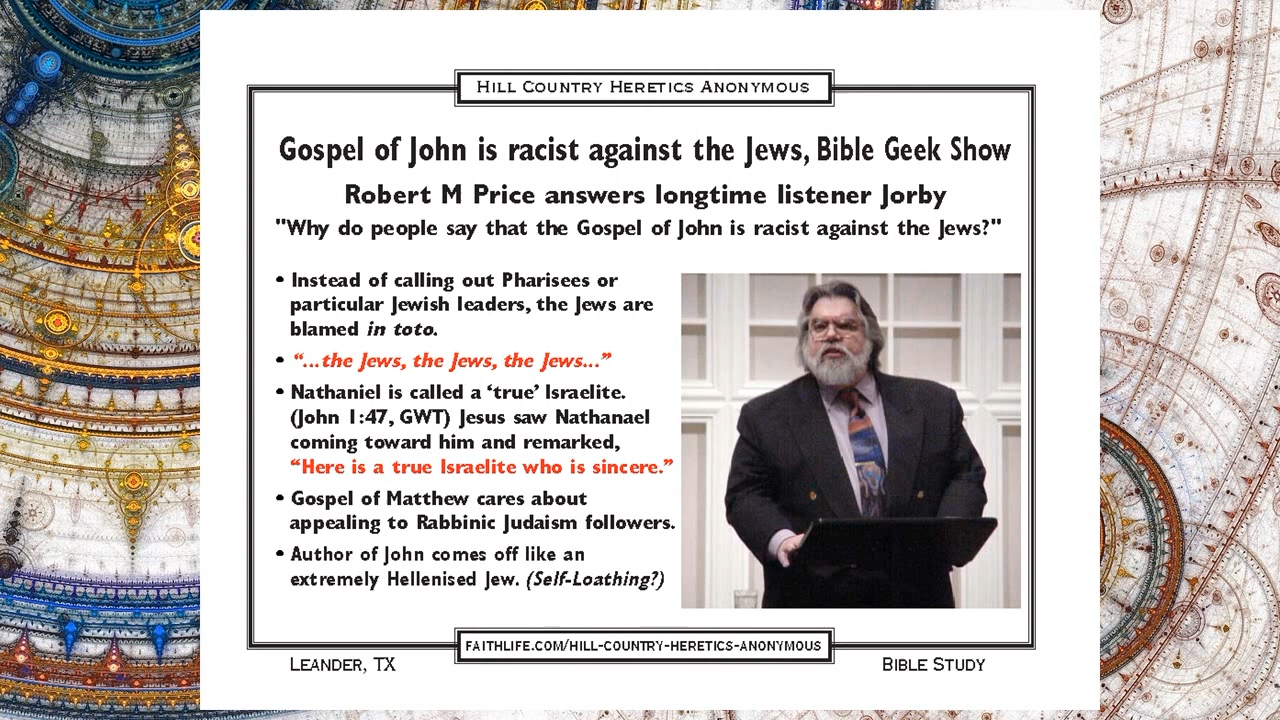 Hill Country Heretics Anonymous
Gospel of John is racist against the Jews, Bible Geek Show
Robert M Price answers longtime listener Jorby
"Why do people say that the Gospel of John is racist against the Jews?"
• Instead of calling out Pharisees or
particular Jewish leaders, the Jews are
blamed in toto.
• “...the Jews, the Jews, the Jews...”
• Nathaniel is called a ‘true’ Israelite.
(John 1:47, GWT) Jesus saw Nathanael
coming toward him and remarked,
“Here is a true Israelite who is sincere.”
• Gospel of Matthew cares about
appealing to Rabbinic Judaism followers.
• Author of John comes off like an
extremely Hellenised Jew. (Self-Loathing?)
FAITHLIFE.COM/HILL-COUNTRY-HERETICS-ANONYMOUS
Leander, TX
Bible Study